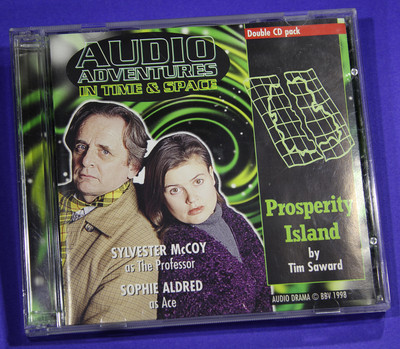 AUDIO
ADVENTURES
IN TIME & SPACE
Double CD pack
Prosperity
Island
by
Tim Saward
SYLVESTER McCOY
as The Professor
SOPHIE ALDRED
as Ace
AUDIO DRAMA © BBV 1998